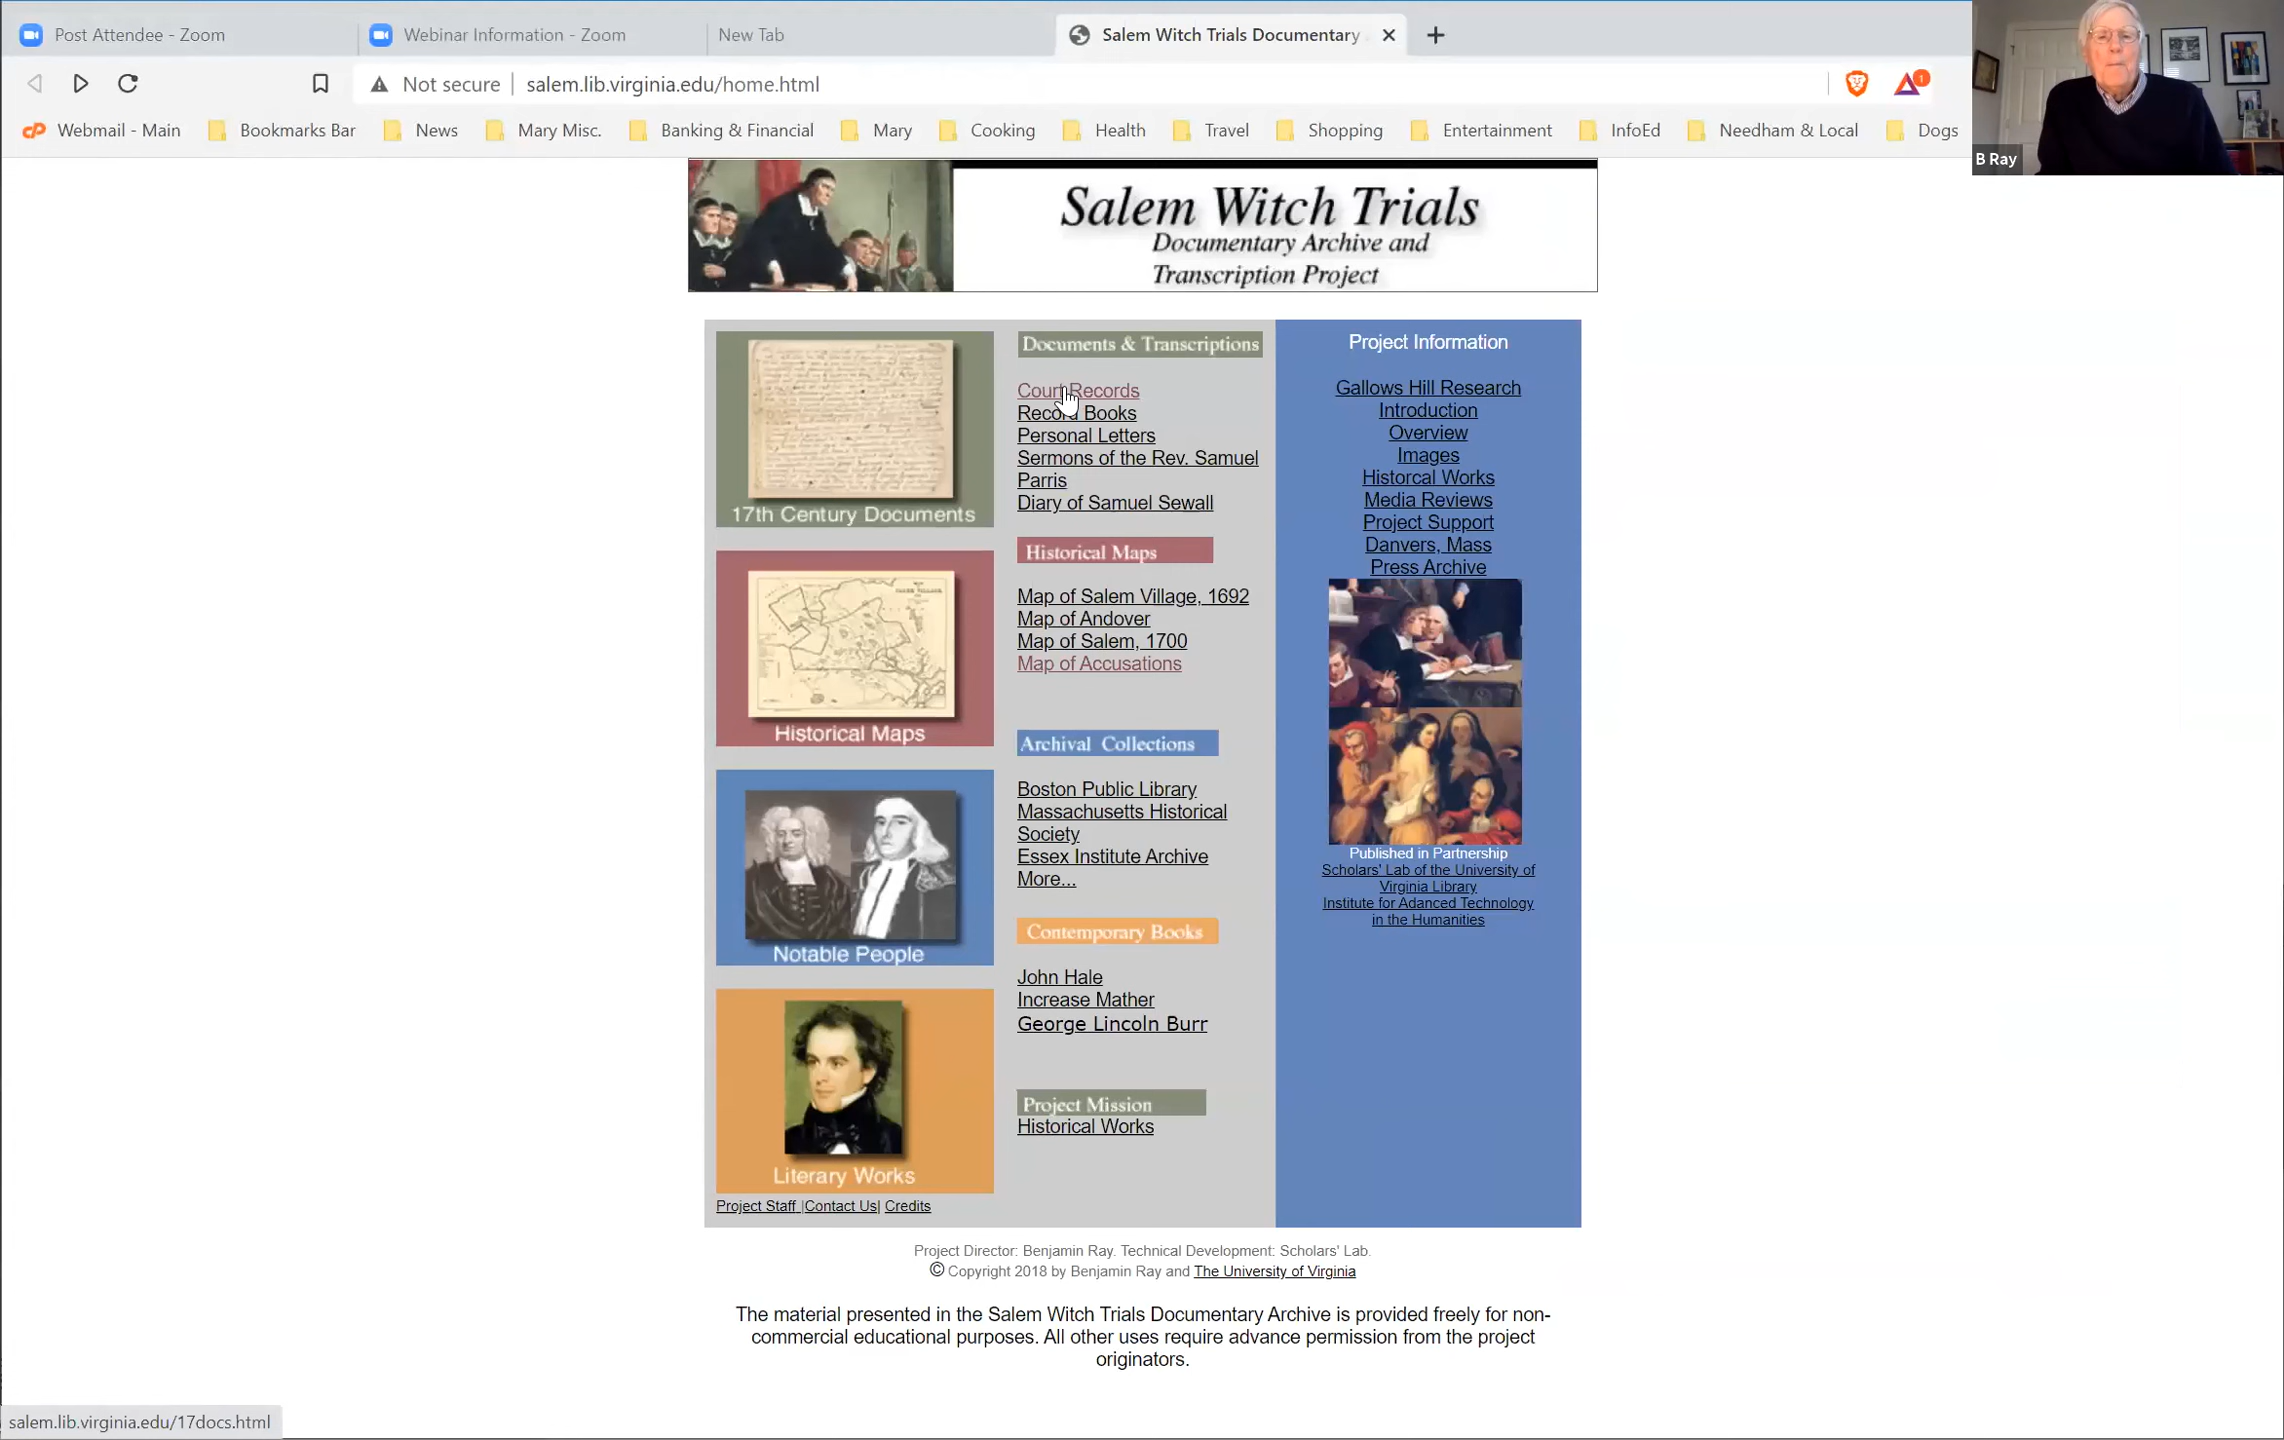 Post Attendee - Zoom
Webinar Information - Zoom
New Tab
Salem Witch Trials Documentary
Not secure
salem.lib.virginia.edu/home.html
1
Webmail - Main
Bookmarks Bar
News
Mary Misc.
Banking & Financial
Mary
Cooking
Health
Travel
Shopping
Entertainment
InfoEd
Needham & Local
Dogs
B Ray
Salem Witch Trials
Documentary Archive and
Transcription Project
17th Century Documents
Historical Maps
Notable People
Literary Works
Project Staff |Contact Us| Credits
Documents & Transcriptions
Court Records
Record Books
Personal Letters
Sermons of the Rev. Samuel
Parris
Diary of Samuel Sewall
Historical Maps
Map of Salem Village, 1692
Map of Andover
Map of Salem, 1700
Map of Accusations
Archival Collections
Boston Public Library
Massachusetts Historical
Society
Essex Institute Archive
More...
Contemporary Books
John Hale
Increase Mather
George Lincoln Burr
Project Mission
Historical Works
Project Information
Gallows Hill Research
Introduction
Overview
Images
Historcal Works
Media Reviews
Project Support
Danvers, Mass
Press Archive
Published in Partnership
Scholars' Lab of the University of
Virginia Library
Institute for Adanced Technology
in the Humanities
Project Director: Benjamin Ray. Technical Development: Scholars' Lab.
© Copyright 2018 by Benjamin Ray and The University of Virginia
The material presented in the Salem Witch Trials Documentary Archive is provided freely for non-
commercial educational purposes. All other uses require advance permission from the project
originators.
salem.lib.virginia.edu/17docs.html